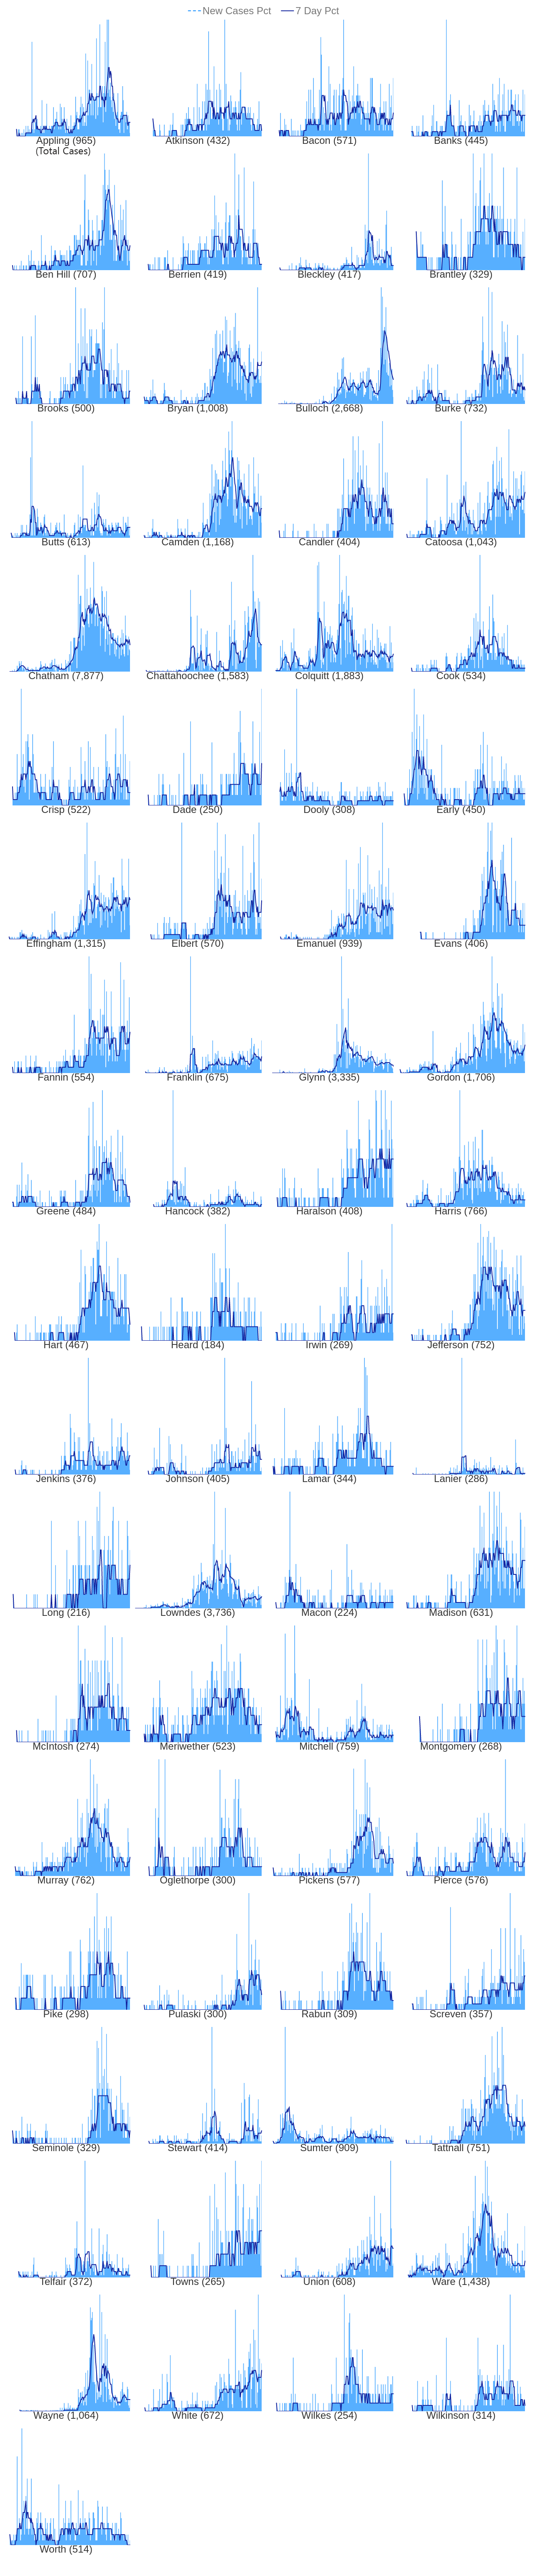 New Cases Pct 7 Day Pct
Appling (965) Atkinson (432) Bacon (571) Banks (445)
(Total Cases)
Ben Hill (707) Berrien (419) Bleckley (417) Brantley (329)
Brooks (500) Bryan (1,008) Bulloch (2,668) Burke (732)
Butts (613) Camden (1,168) Candler (404) Catoosa (1,043)
Chatham (7,877) Chattahoochee (1,583) Colquitt (1,883) Cook (534)
Crisp (522) Dade (250) Dooly (308) Early (450)
Effingham (1,315) Elbert (570) Emanuel (939) Evans (406)
Fannin (554) Franklin (675) Glynn (3,335) Gordon (1,706)
Greene (484) Hancock (382) Haralson (408) Harris (766)
Hart (467) Heard (184) Irwin (269) Jefferson (752)
Jenkins (376) Johnson (405) Lamar (344) Lanier (286)
Long (216) Lowndes (3,736) Macon (224) Madison (631)
McIntosh (274) Meriwether (523) Mitchell (759) Montgomery (268)
Murray (762) Oglethorpe (300) Pickens (577) Pierce (576)
Pike (298) Pulaski (300) Rabun (309) Screven (357)
Seminole (329) Stewart (414) Sumter (909) Tattnall (751)
Telfair (372) Towns (265) Union (608) Ware (1,438)
Wayne (1,064) White (672) Wilkes (254) Wilkinson (314)
Worth (514)